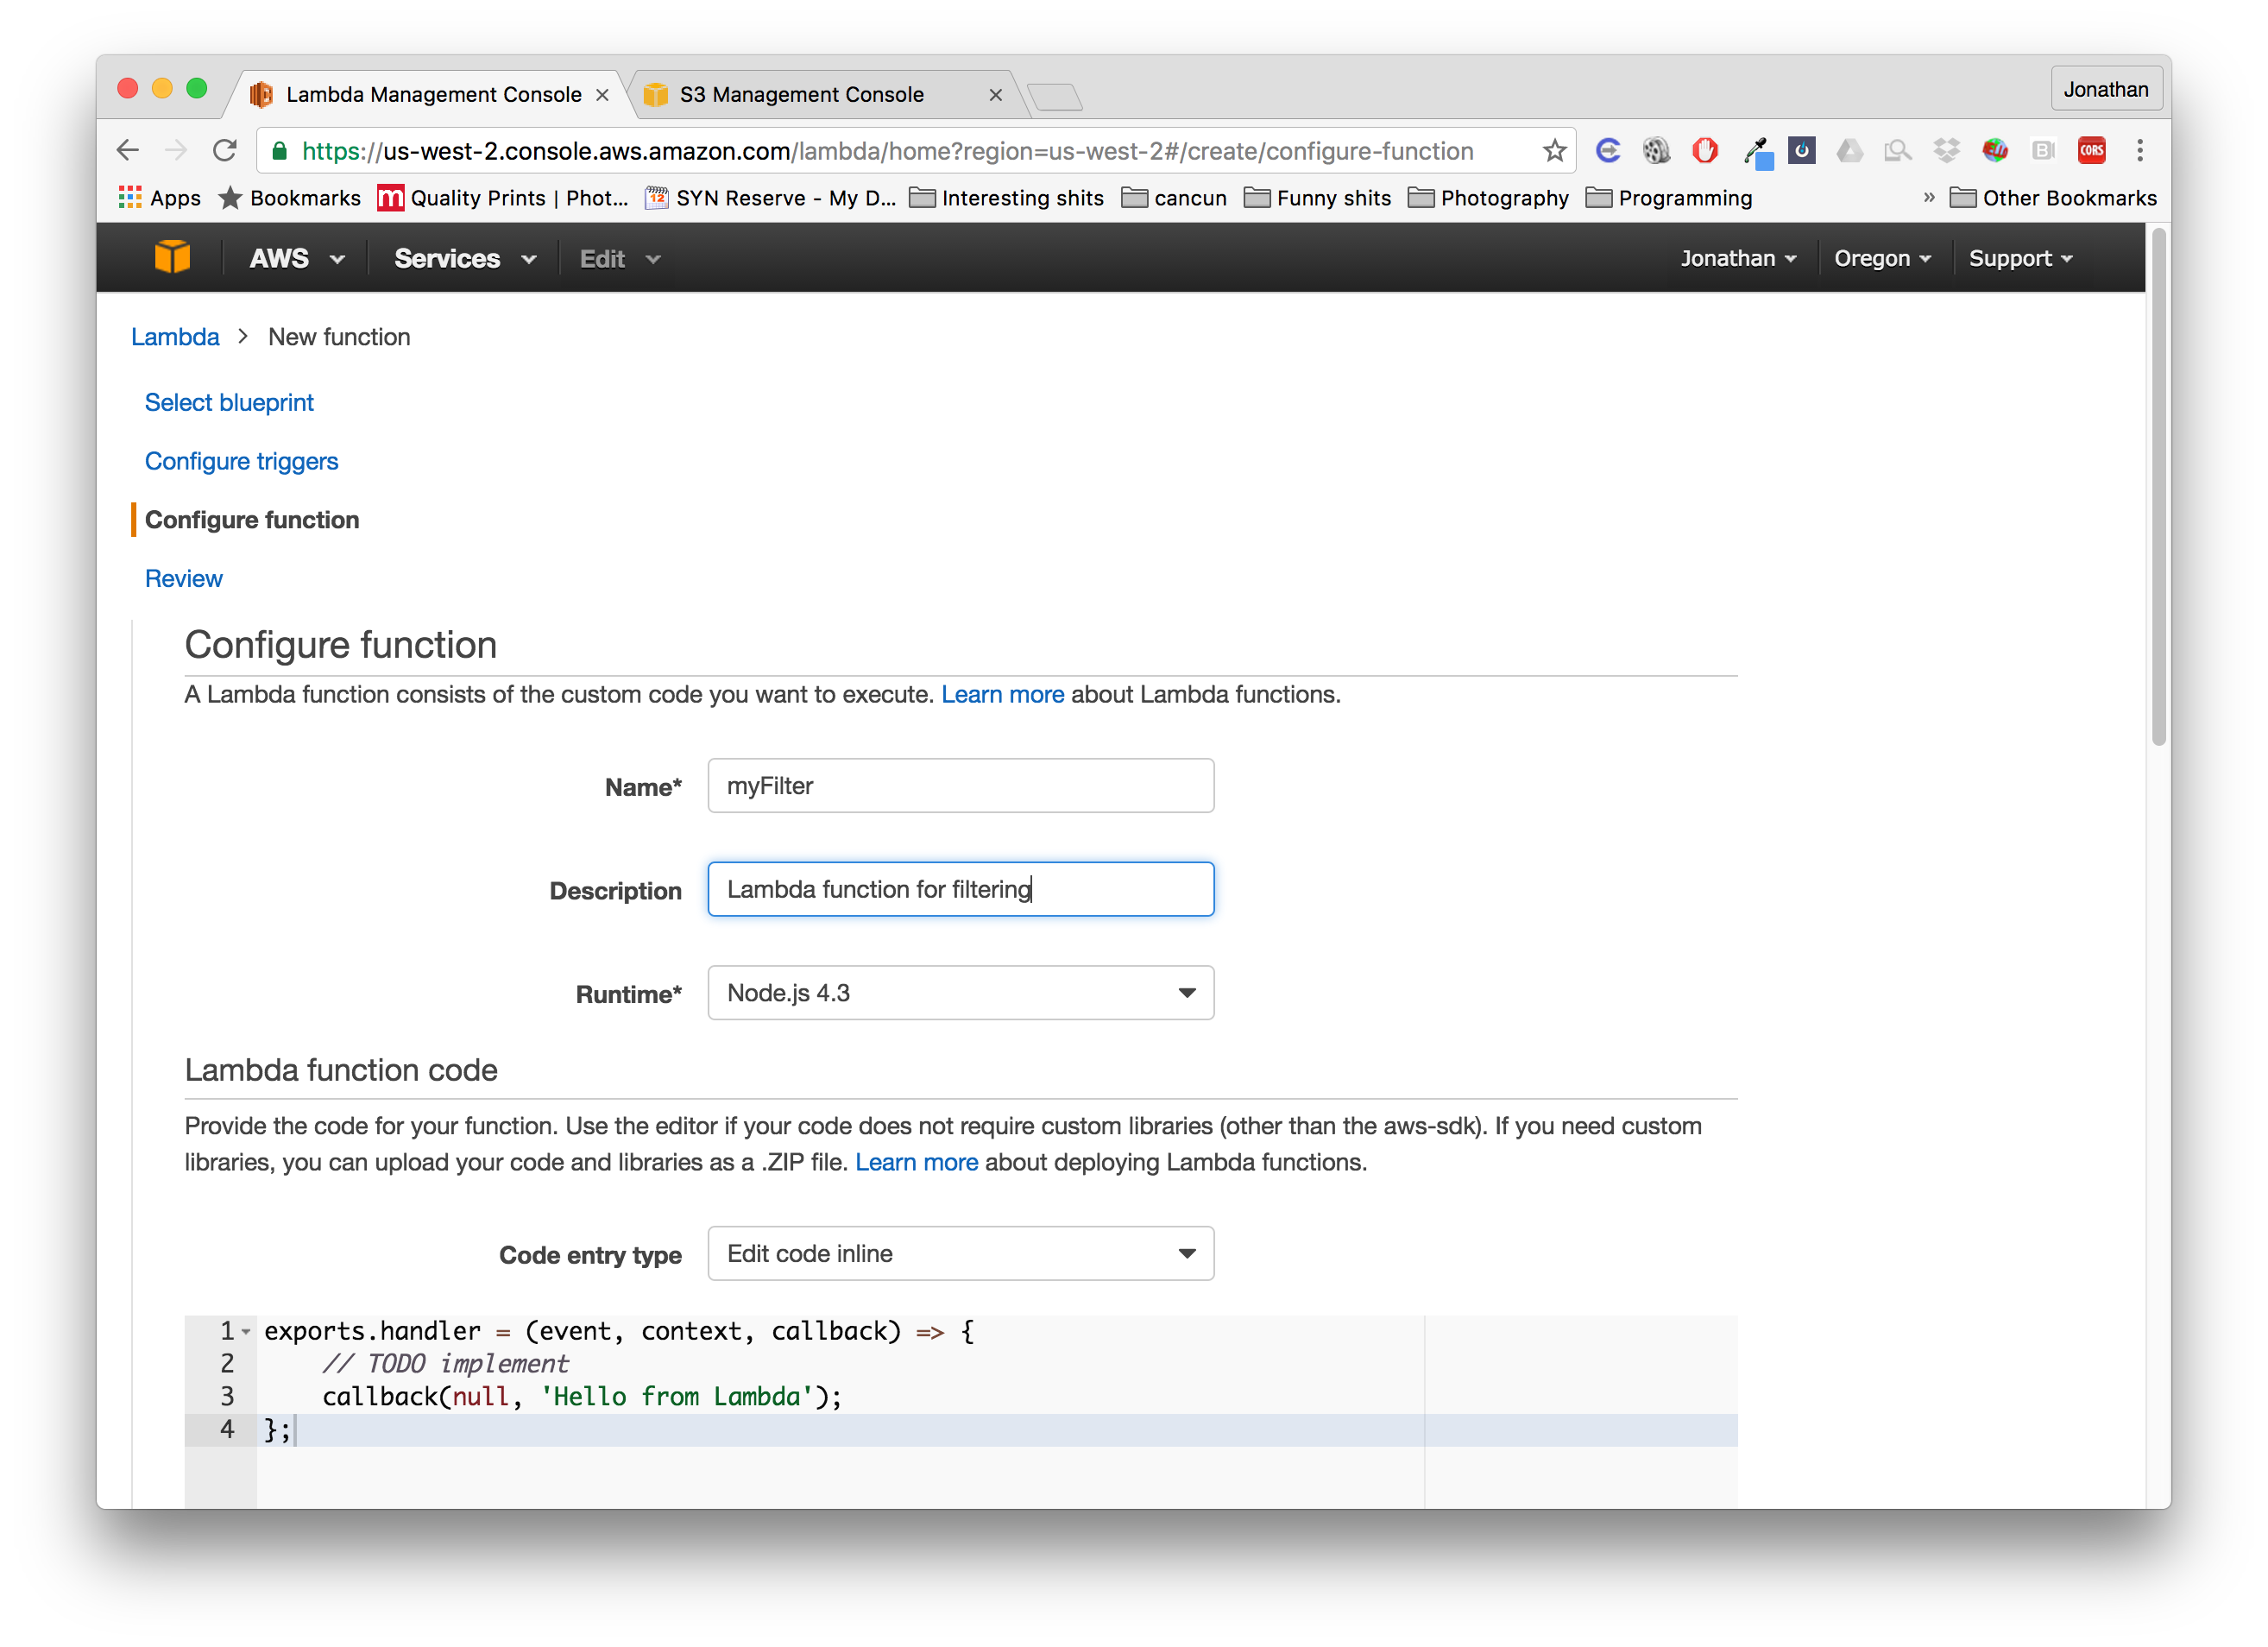 Lambda Management Console
S3 Management Console
Jonathan
https://us-west-2.console.aws.amazon.com/lambda/home?region=us-west-2#/create/configure-function
CORS
Apps
Bookmarks
m Quality Prints | Phot...
12 SYN Reserve - My D...
Interesting shits
cancun
Funny shits
Photography
Programming
» Other Bookmarks
AWS
Services
Edit
Jonathan
Oregon
Support
Lambda > New function
Select blueprint
Configure triggers
Configure function
Review
Configure function
A Lambda function consists of the custom code you want to execute. Learn more about Lambda functions.
Name* myFilter
Description Lambda function for filtering
Runtime* Node.js 4.3
Lambda function code
Provide the code for your function. Use the editor if your code does not require custom libraries (other than the aws-sdk). If you need custom
libraries, you can upload your code and libraries as a .ZIP file. Learn more about deploying Lambda functions.
Code entry type Edit code inline
1 exports.handler = (event, context, callback) => {
2 // TODO implement
3 callback(null, 'Hello from Lambda');
4 };